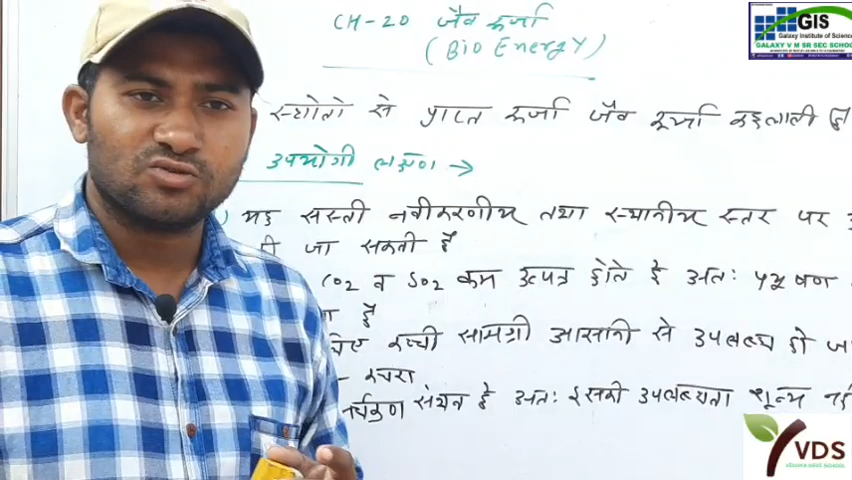 CH-20 जैव ऊर्जा
(Bio Energy)
स्त्रोतो से प्राप्त ऊर्जा जैव ऊर्जा कहलाती है
उपयोगी लक्षण →
) यह सस्ती नवीकरणीय तथा स्थानीय स्तर पर
जा सकती है
CO2 व SO2 कम उत्पन्न होते है अतः प्रदूषण
है
कच्ची सामग्री आसानी से उपलब्ध हो
- कचरा
संयत्र है अतः इसकी उपलब्धता शून्य
GIS
Galaxy Institute of Science
GALAXY V M SR SEC SCHOOL
VDS